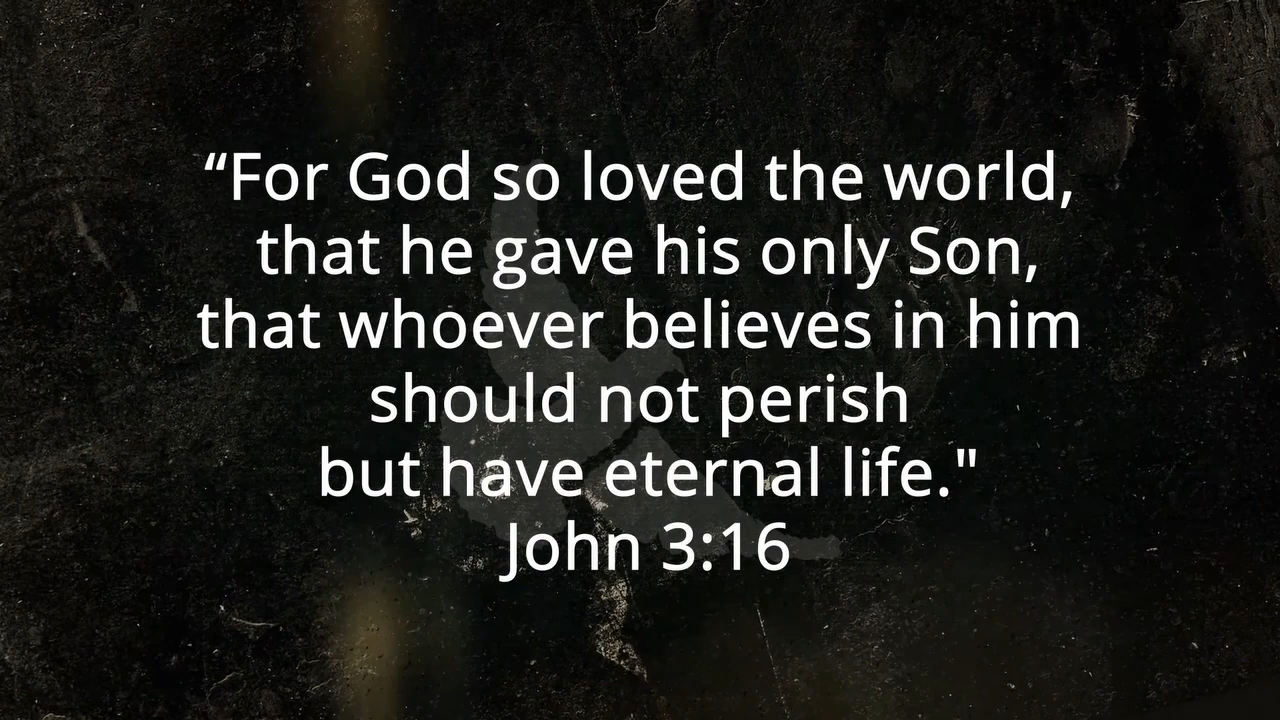 “For God so loved the world,
that he gave his only Son,
that whoever believes in him
should not perish
but have eternal life."
John 3:16